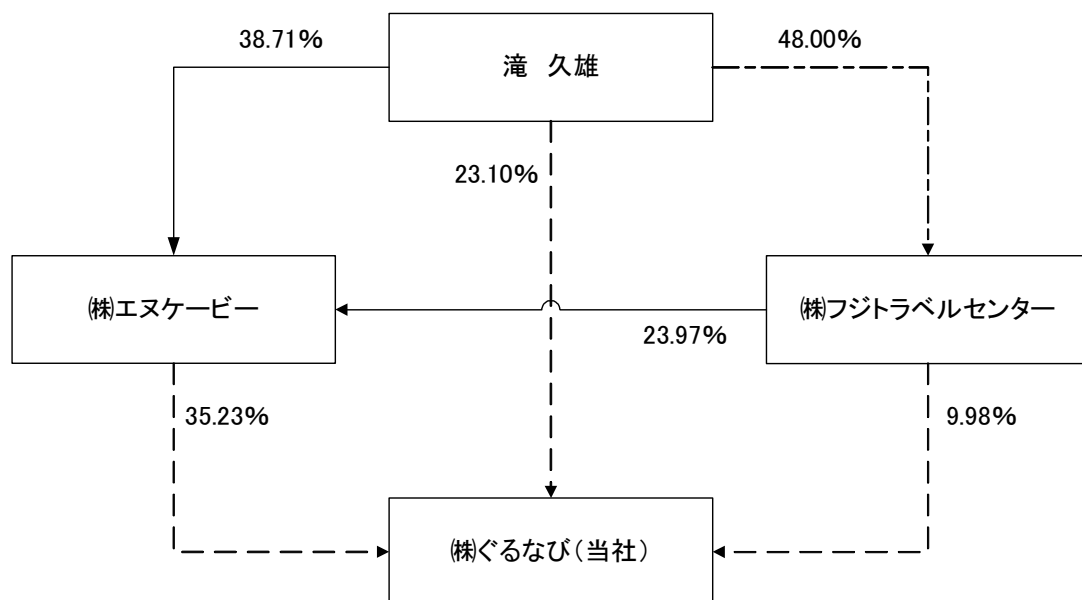 38.71%
滝 久雄
48.00%
23.10%
㈱エヌケービー
㈱フジトラベルセンター
23.97%
35.23%
9.98%
㈱ぐるなび(当社)